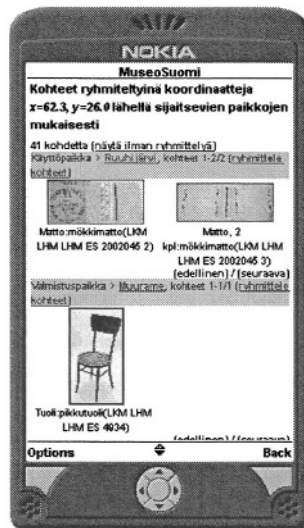 NOKIA
MuseoSuomi
Kohteet ryhmiteltyinä koordinaatteja
x=62.3, y=26.0 lähellä sijaitsevien paikkojen
mukaisesti
41 kohdetta (näytä ilman ryhmittelyä)
Käyttöpaikka > Ruuhijärvi, kohteet 1-2/2 (ryhmittele
kohteet)
Matto:mökkimatto(LKM
LHM LHM ES 2002045 2)
Matto, 2
kpl:mökkimatto(LKM LHM
LHM ES 2002045 3)
(edellinen) / (seuraava)
Valmistuspaikka > Muurame, kohteet 1-1/1 (ryhmittele
kohteet)
Tuoli:pikkutuoli(LKM LHM
LHM ES 4934)
(edellinen) / (seuraava)
Options
Back